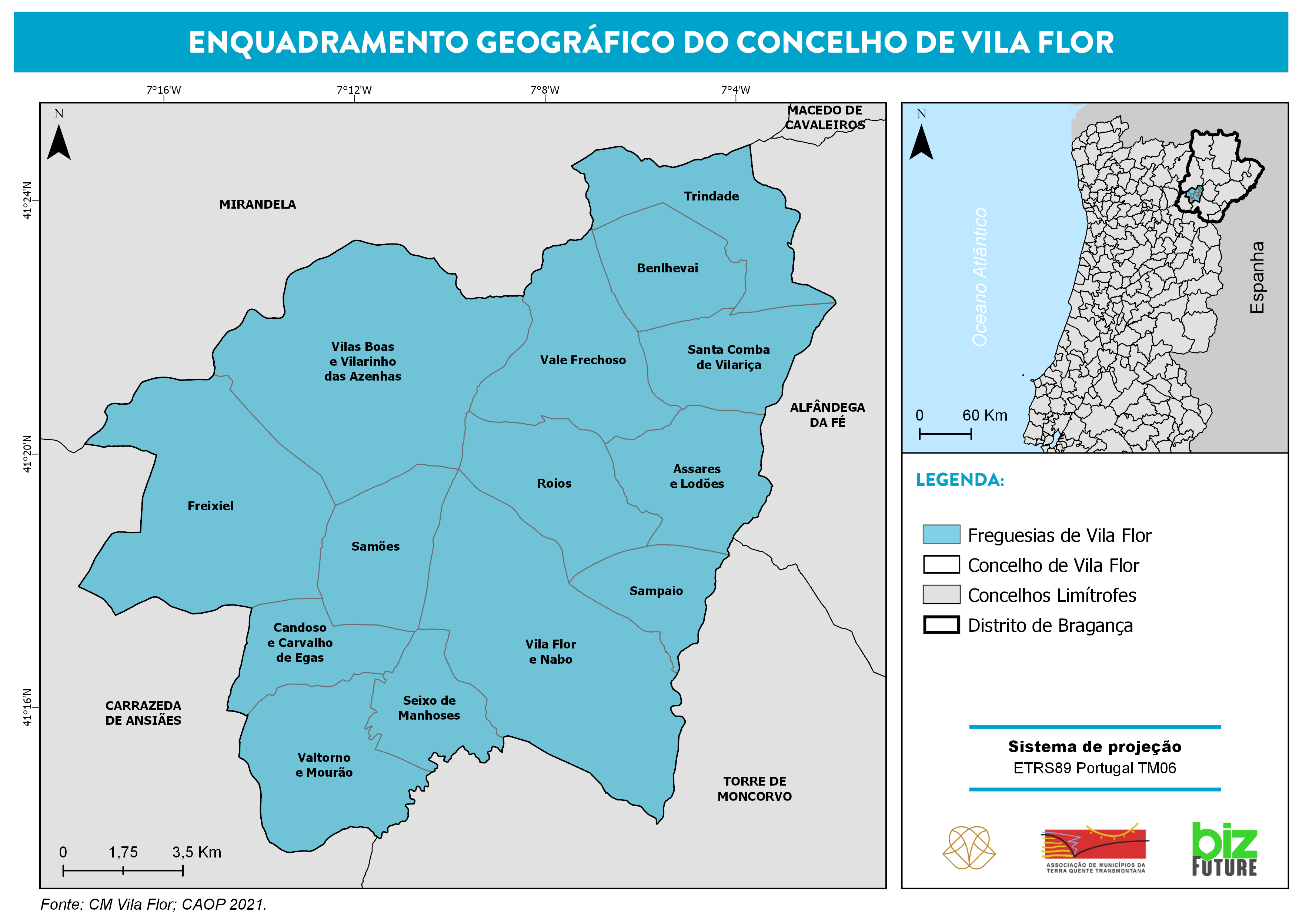 ENQUADRAMENTO GEOGRÁFICO DO CONCELHO DE VILA FLOR
7°16'W
7°12'W
7°8'W
7°4'W
N
MACEDO DE
CAVALEIROS
41°24'N
MIRANDELA
Trindade
Benlhevai
Vilas Boas
e Vilarinho
das Azenhas
Vale Frechoso
Santa Comba
de Vilariça
ALFÂNDEGA
DA FÉ
41°20'N
Freixiel
Roios
Assares
e Lodões
Samões
Sampaio
Candoso
e Carvalho
de Egas
Vila Flor
e Nabo
41°16'N
CARRAZEDA
DE ANSIÃES
Seixo de
Manhoses
Valtorno
e Mourão
TORRE DE
MONCORVO
0 1,75 3,5 Km
Fonte: CM Vila Flor; CAOP 2021.
N
Oceano Atlântico
Espanha
0 60 Km
LEGENDA:
Freguesias de Vila Flor
Concelho de Vila Flor
Concelhos Limítrofes
Distrito de Bragança
Sistema de projeção
ETRS89 Portugal TM06
ASSOCIAÇÃO DE MUNICÍPIOS DA
TERRA QUENTE TRANSMONTANA
biz
FUTURE